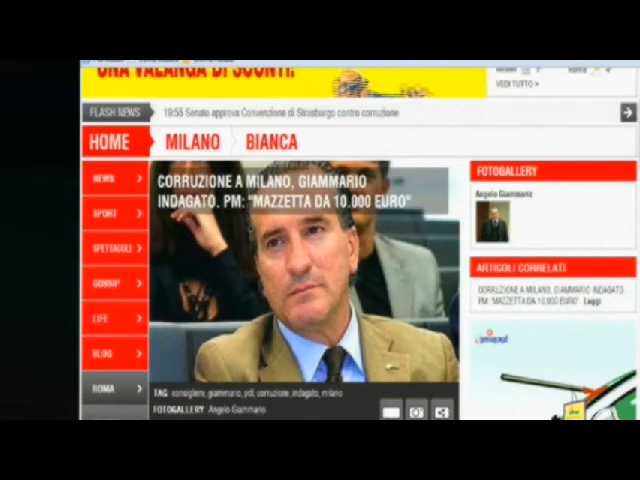 UNA VALANGA DI SCONTI!
VEDI TUTTO >
FLASH NEWS
19:55 Senato approva Convenzione di Strasburgo contro corruzione
HOME
MILANO
BIANCA
NEWS
SPORT
SPETTACOLI
GOSSIP
LIFE
BLOG
ROMA
CORRUZIONE A MILANO, GIAMMARIO
INDAGATO. PM: "MAZZETTA DA 10.000 EURO"
TAG: consigliere, giammario, pdl, corruzione, indagato, milano
FOTOGALLERY: Angelo Giammario
FOTOGALLERY
Angelo Giammario
ARTICOLI CORRELATI
CORRUZIONE A MILANO, GIAMMARIO INDAGATO.
PM: "MAZZETTA DA 10.000 EURO" Leggi